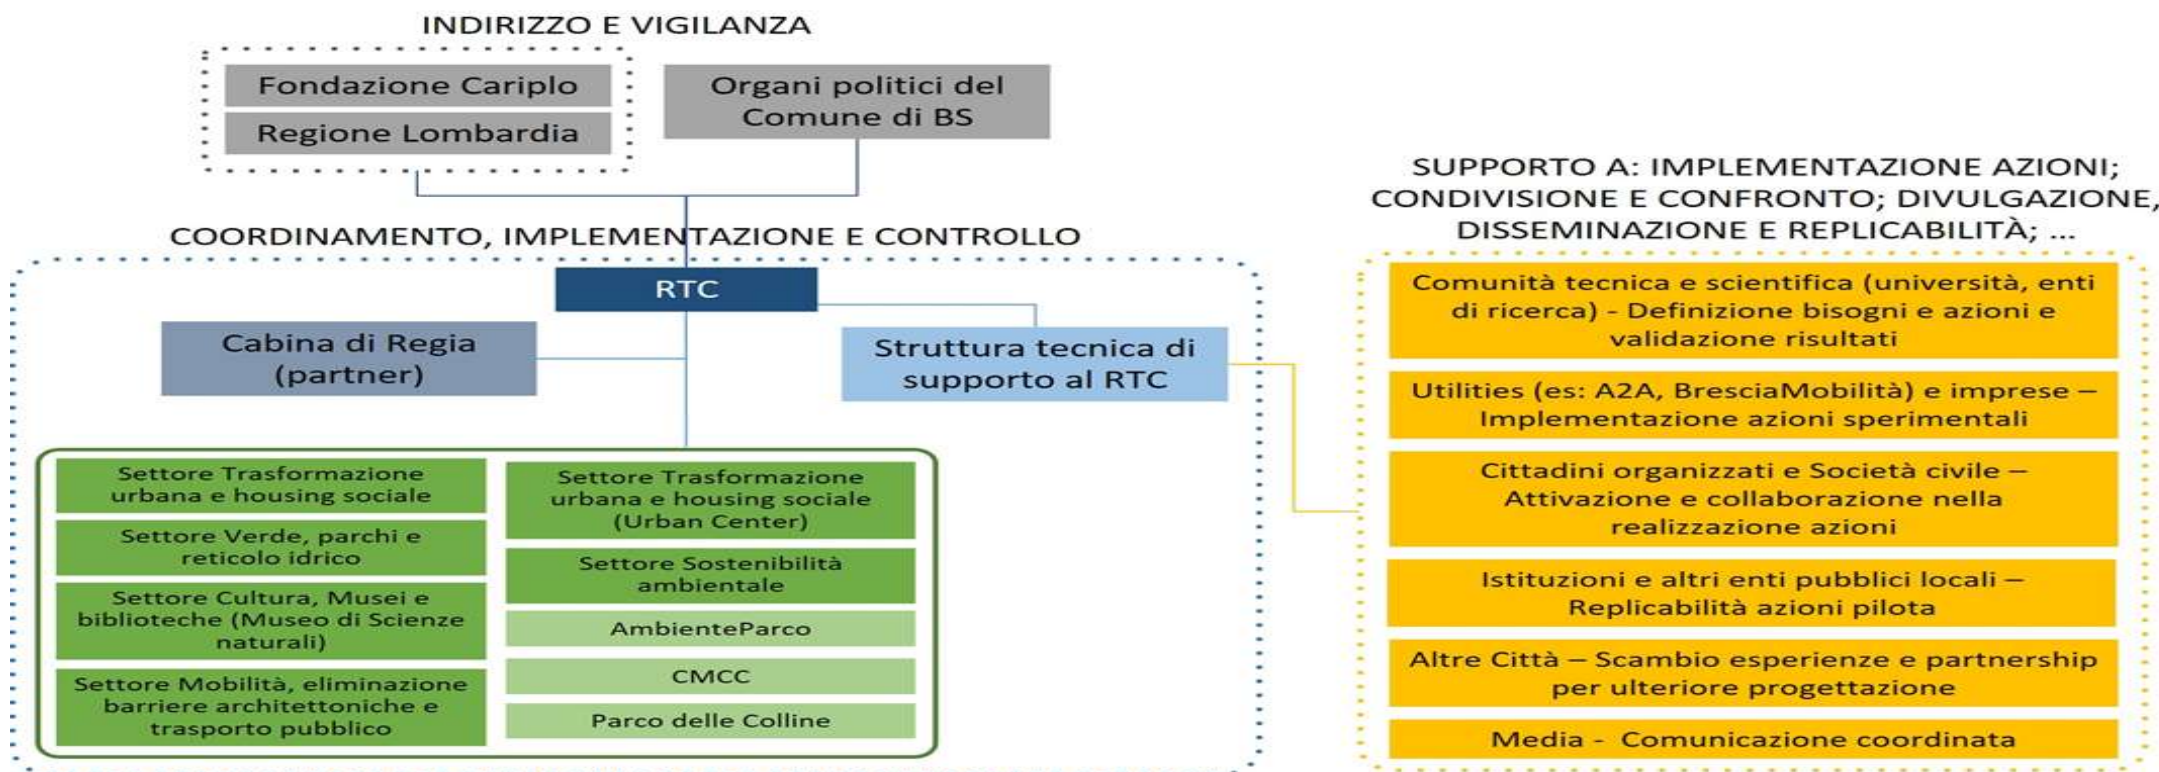 INDIRIZZO E VIGILANZA
Fondazione Cariplo
Regione Lombardia
Organi politici del
Comune di BS
COORDINAMENTO, IMPLEMENTAZIONE E CONTROLLO
RTC
Cabina di Regia
(partner)
Struttura tecnica di
supporto al RTC
Settore Trasformazione
urbana e housing sociale
Settore Verde, parchi e
reticolo idrico
Settore Cultura, Musei e
biblioteche (Museo di Scienze
naturali)
Settore Mobilità, eliminazione
barriere architettoniche e
trasporto pubblico
Settore Trasformazione
urbana e housing sociale
(Urban Center)
Settore Sostenibilità
ambientale
AmbienteParco
CMCC
Parco delle Colline
SUPPORTO A: IMPLEMENTAZIONE AZIONI;
CONDIVISIONE E CONFRONTO; DIVULGAZIONE,
DISSEMINAZIONE E REPLICABILITÀ; ...
Comunità tecnica e scientifica (università, enti
di ricerca) - Definizione bisogni e azioni e
validazione risultati
Utilities (es: A2A, BresciaMobilità) e imprese –
Implementazione azioni sperimentali
Cittadini organizzati e Società civile –
Attivazione e collaborazione nella
realizzazione azioni
Istituzioni e altri enti pubblici locali –
Replicabilità azioni pilota
Altre Città – Scambio esperienze e partnership
per ulteriore progettazione
Media - Comunicazione coordinata